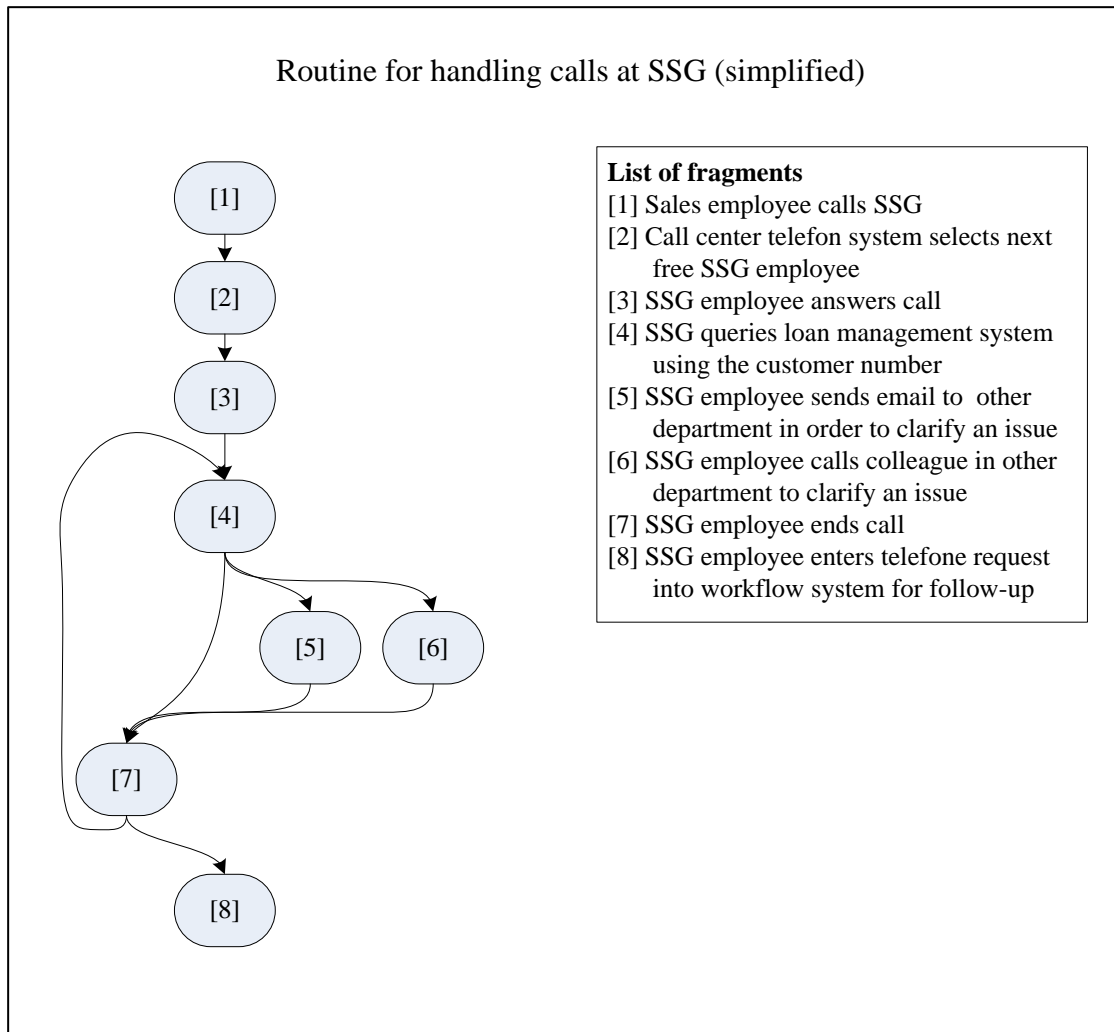 Routine for handling calls at SSG (simplified)
[1]
[2]
[3]
[4]
[5]
[6]
[7]
[8]
List of fragments
[1] Sales employee calls SSG
[2] Call center telefon system selects next
free SSG employee
[3] SSG employee answers call
[4] SSG queries loan management system
using the customer number
[5] SSG employee sends email to other
department in order to clarify an issue
[6] SSG employee calls colleague in other
department to clarify an issue
[7] SSG employee ends call
[8] SSG employee enters telefone request
into workflow system for follow-up